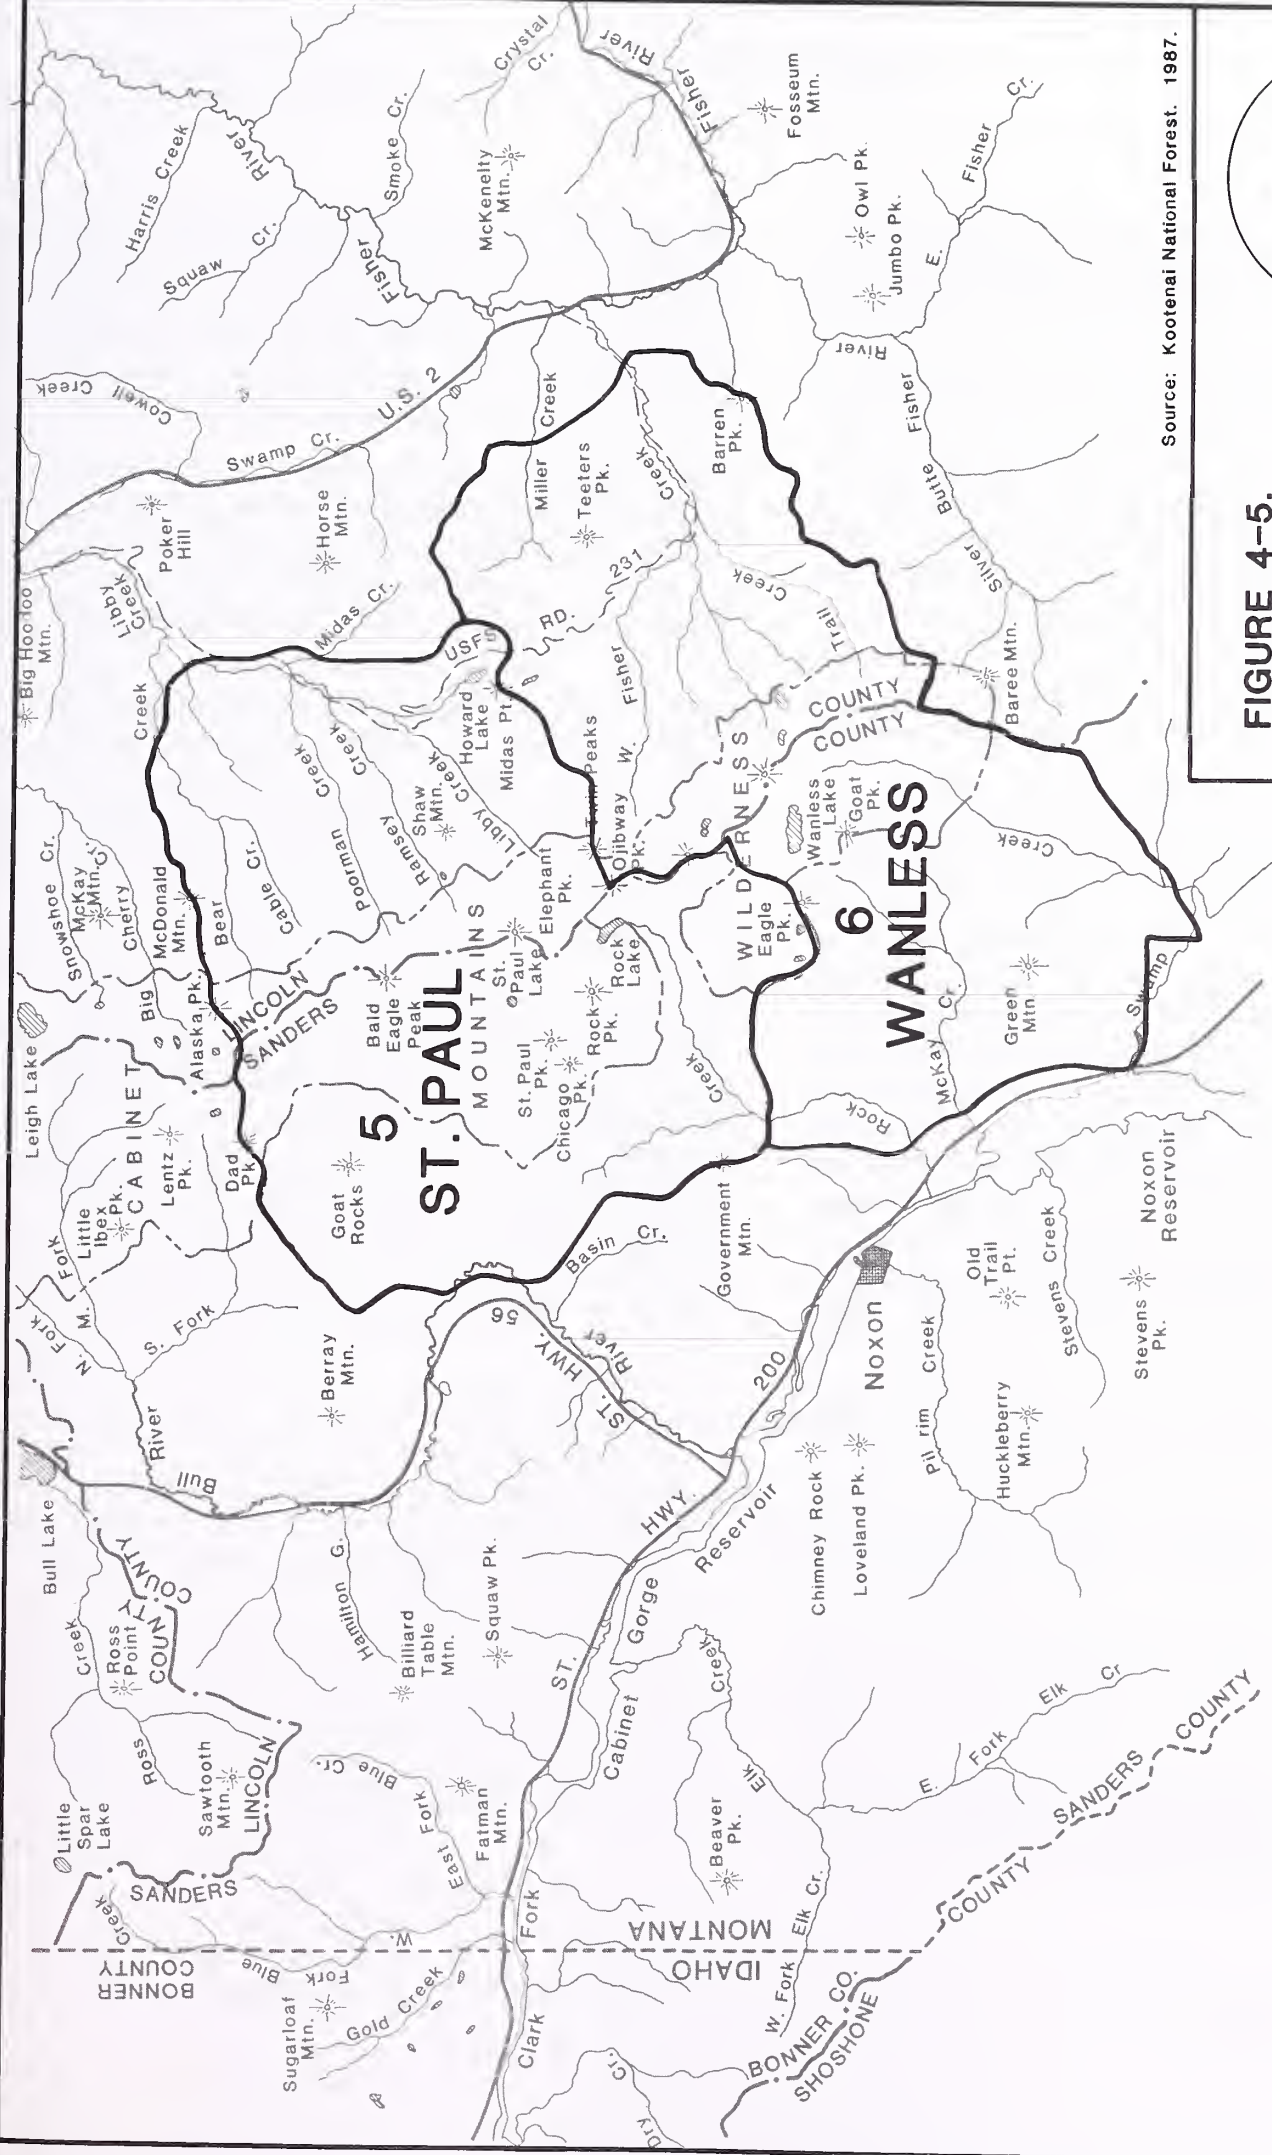 Leigh Lake
Snowshoe Cr.
Big Hoodoo
Mtn.
Cowell Creek
Harris Creek
River
Bull Lake
N. Fork
M. Fork
Little
Ibex
Pk.
CABINET
Big Cherry Cr.
McKay
Mtn.
Libby
Creek
Poker
Hill
Squaw Cr.
Smoke Cr.
Fisher
Little
Spar
Lake
Ross
Point
Ross Creek
COUNTY
COUNTY
S. Fork
Bull River
Lentz
Pk.
Alaska Pk.
McDonald
Mtn.
Creek
Swamp Cr.
U.S. 2
Crystal
Cr.
BONNER
COUNTY
Creek
SANDERS
Sawtooth
Mtn.
LINCOLN
Dad
Pk
LINCOLN
SANDERS
Bear
Cable Cr.
Midas Cr.
Horse
Mtn.
McKenelty
Mtn.
W.
Fork
Blue
Sugarloaf
Mtn.
Gold Creek
East Fork
Blue Cr.
Hamilton G.
Billiard
Table
Mtn.
Berray
Mtn.
Goat
Rocks
5
ST. PAUL
MOUNTAINS
Bald
Eagle
Peak
Poorman
Creek
Ramsey
Creek
Shaw
Mtn.
Libby Creek
Howard
Lake
Midas Pt.
USFS
RD.
231
Miller Creek
Fisher River
Fatman
Mtn.
Squaw Pk.
ST. HWY. 56
River
Basin Cr.
St. Paul
Pk.
Chicago
Pk.
St.
Paul
Lake
Elephant
Pk.
Rock
Pk.
Rock
Lake
Twin Peaks
Ojibway
Pk.
W. Fisher Creek
Teeters
Pk.
Barren
Pk.
Fosseum
Mtn.
Clark Fork
Cabinet Gorge
Reservoir
ST. HWY. 200
Government
Mtn.
Rock
Creek
WILDERNESS
Eagle
Pk.
Wanless
Lake
Goat
Pk.
COUNTY
COUNTY
Trail Creek
Owl Pk.
Jumbo Pk.
IDAHO
MONTANA
Beaver
Pk.
Elk Creek
Chimney Rock
Loveland Pk.
Noxon
6
WANLESS
McKay Cr.
Green
Mtn.
Creek
Baree Mtn.
Silver Butte Fisher River
E. Fisher Cr.
Dry Cr.
W. Fork Elk Cr.
E. Fork Elk Cr
Pil rim Creek
Huckleberry
Mtn.
Old
Trail
Pt.
Stevens Creek
Stevens
Pk.
Noxon
Reservoir
Swamp
BONNER CO.
SHOSHONE
COUNTY
SANDERS
COUNTY
Source: Kootenai National Forest. 1987.
FIGURE 4-5.